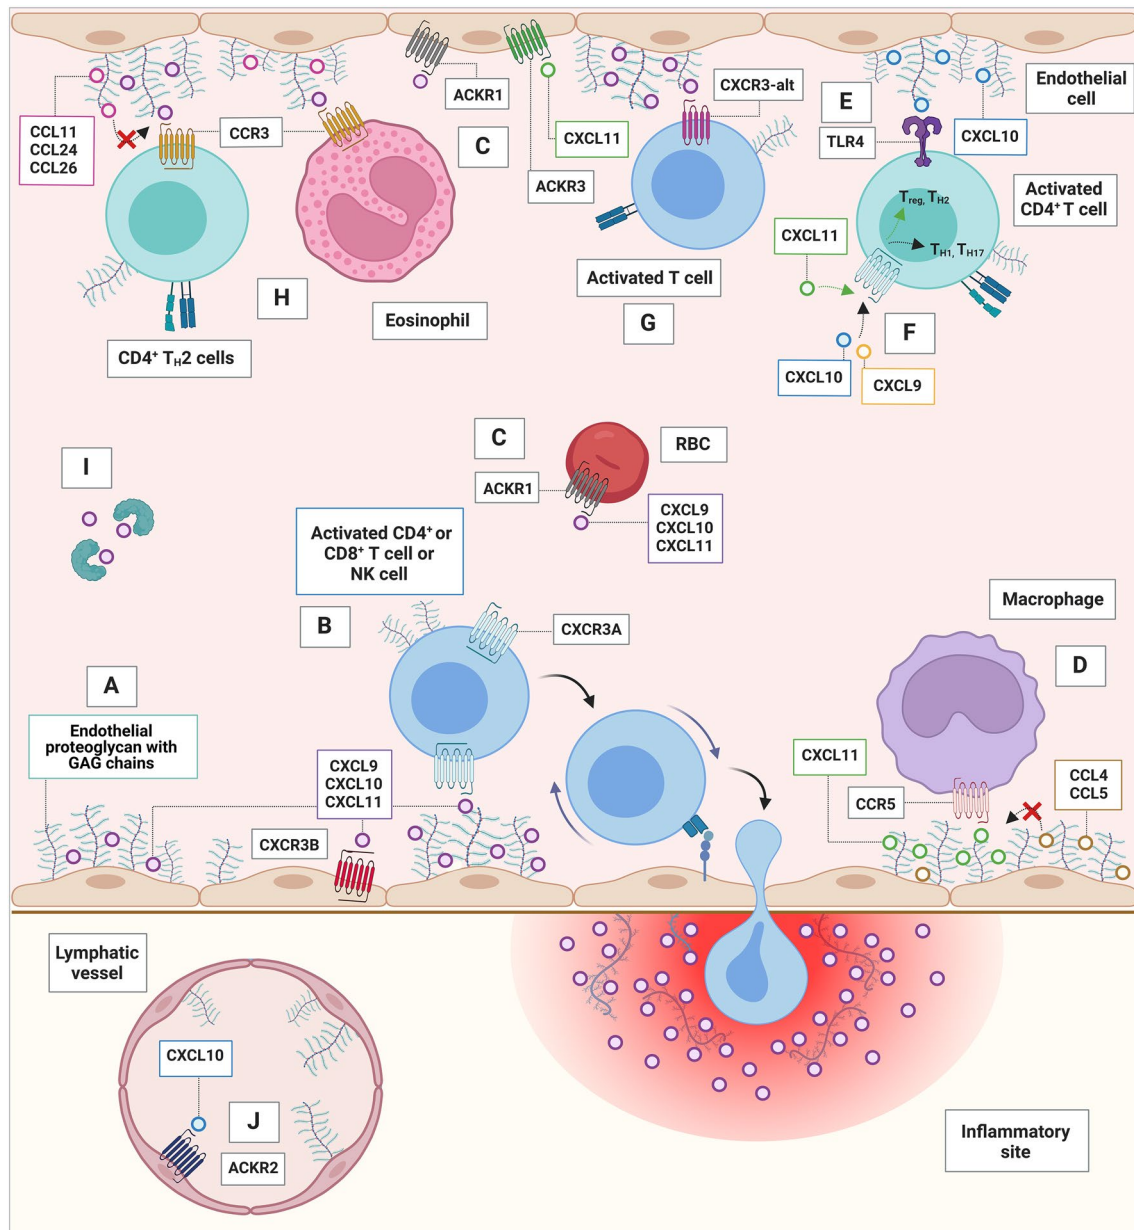 ACKR1
CXCR3-alt
Endothelial
cell
CCL11
CCL24
CCL26
CCR3
C
CXCL11
ACKR3
E
TLR4
CXCL10
Activated
CD4⁺ T cell
Treg, TH2
TH1, TH17
CXCL11
H
Eosinophil
Activated T cell
G
F
CD4⁺ TH2 cells
CXCL10
CXCL9
I
C
RBC
ACKR1
CXCL9
CXCL10
CXCL11
Activated CD4⁺ or
CD8⁺ T cell or
NK cell
B
CXCR3A
Macrophage
D
A
Endothelial
proteoglycan with
GAG chains
CXCL9
CXCL10
CXCL11
CXCR3B
CXCL11
CCR5
CCL4
CCL5
Lymphatic
vessel
CXCL10
J
ACKR2
Inflammatory
site